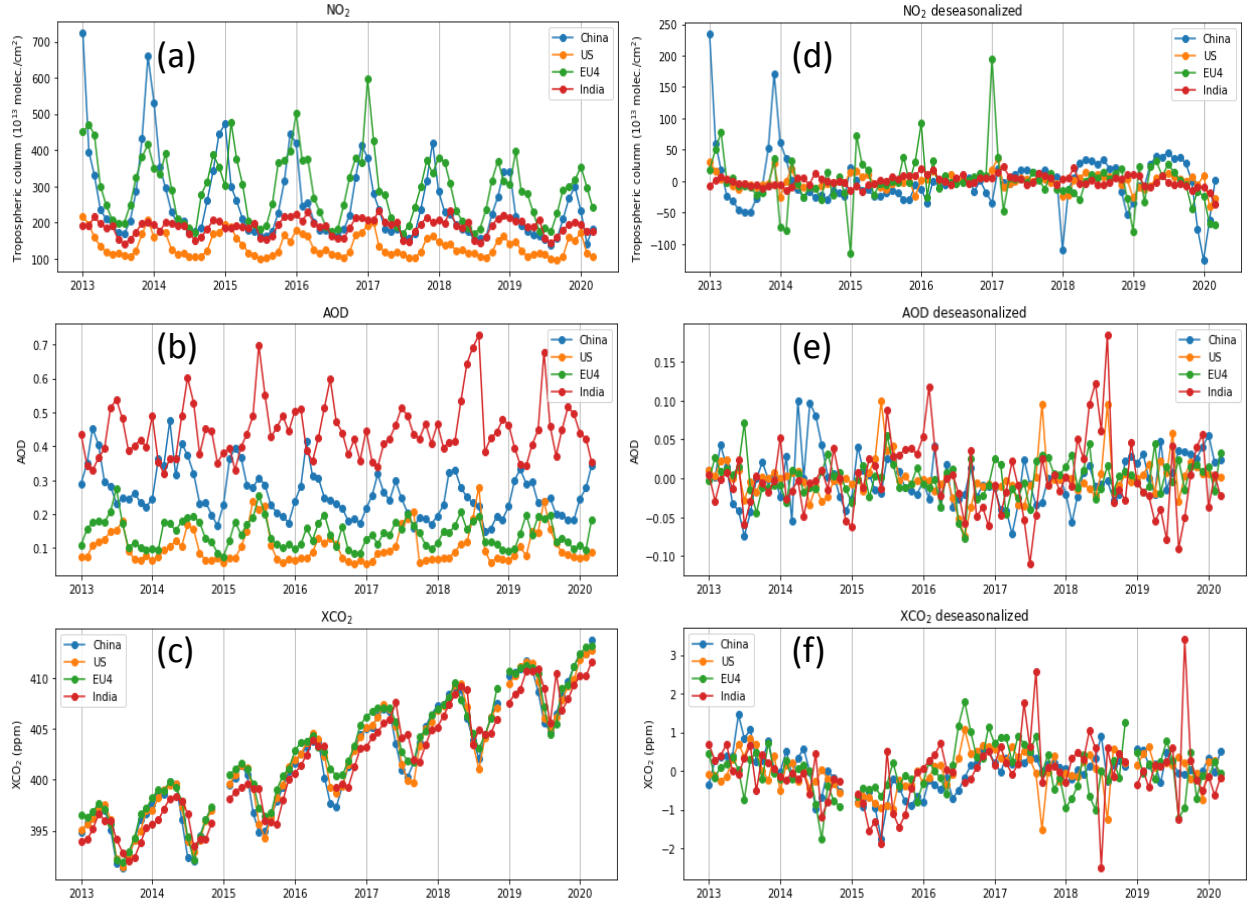 NO₂
(a)
China
US
EU4
India
Tropospheric column (10¹³ molec./cm²)
700
600
500
400
300
200
100
2013 2014 2015 2016 2017 2018 2019 2020
NO₂ deseasonalized
(d)
China
US
EU4
India
Tropospheric column (10¹³ molec./cm²)
250
200
150
100
50
0
−50
−100
2013 2014 2015 2016 2017 2018 2019 2020
AOD
(b)
China
US
EU4
India
AOD
0.7
0.6
0.5
0.4
0.3
0.2
0.1
2013 2014 2015 2016 2017 2018 2019 2020
AOD deseasonalized
(e)
China
US
EU4
India
AOD
0.15
0.10
0.05
0.00
−0.05
−0.10
2013 2014 2015 2016 2017 2018 2019 2020
XCO₂
(c)
China
US
EU4
India
XCO₂ (ppm)
410
405
400
395
2013 2014 2015 2016 2017 2018 2019 2020
XCO₂ deseasonalized
(f)
China
US
EU4
India
XCO₂ (ppm)
3
2
1
0
−1
−2
2013 2014 2015 2016 2017 2018 2019 2020